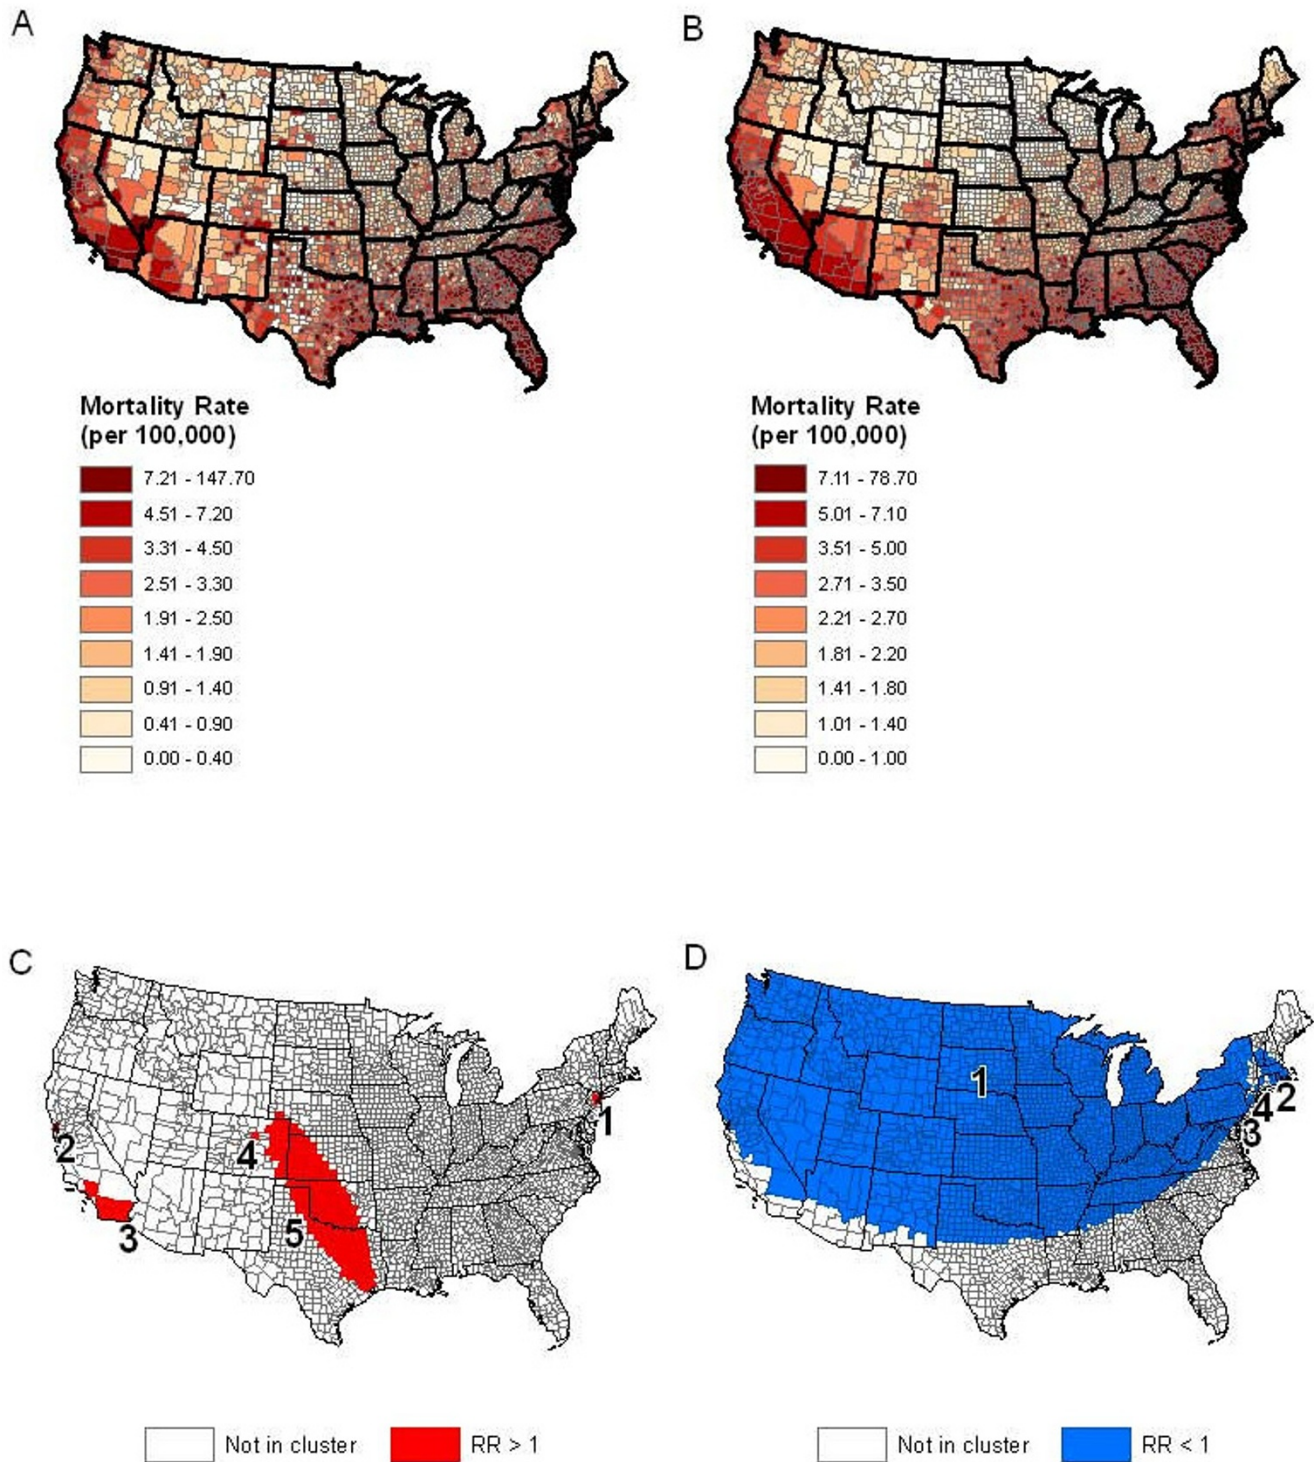 A
B
Mortality Rate
(per 100,000)
7.21 - 147.70
4.51 - 7.20
3.31 - 4.50
2.51 - 3.30
1.91 - 2.50
1.41 - 1.90
0.91 - 1.40
0.41 - 0.90
0.00 - 0.40
Mortality Rate
(per 100,000)
7.11 - 78.70
5.01 - 7.10
3.51 - 5.00
2.71 - 3.50
2.21 - 2.70
1.81 - 2.20
1.41 - 1.80
1.01 - 1.40
0.00 - 1.00
C
1
2
4
3
5
Not in cluster
RR > 1
D
1
2
4
3
Not in cluster
RR < 1